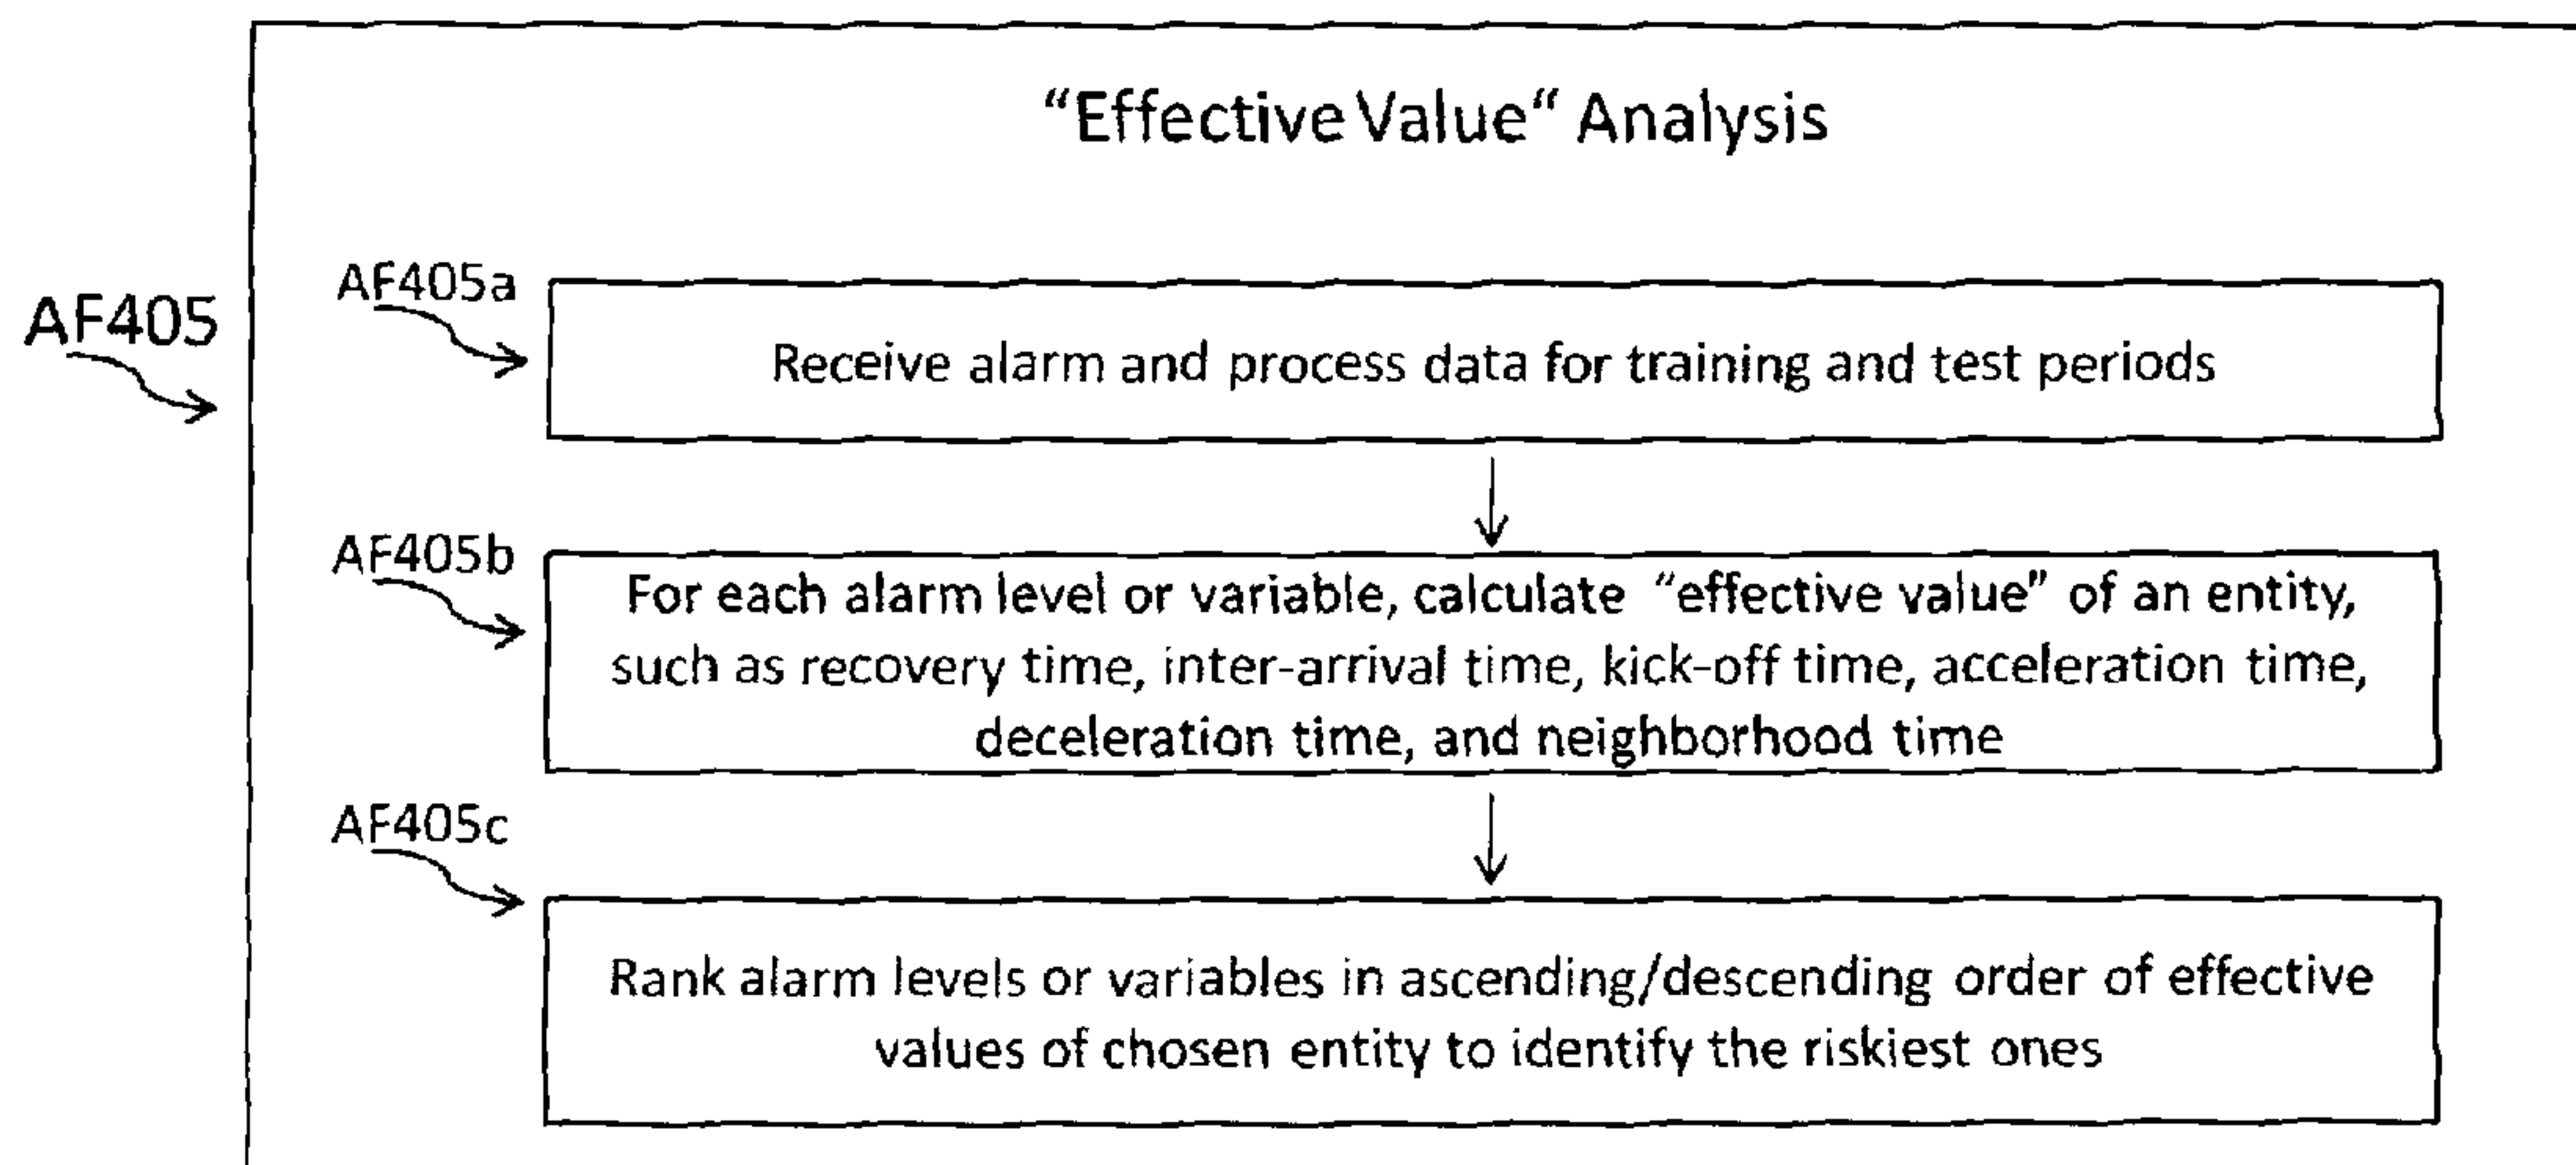 “Effective Value“ Analysis
AF405
AF405a
Receive alarm and process data for training and test periods
AF405b
For each alarm level or variable, calculate “effective value” of an entity,
such as recovery time, inter-arrival time, kick-off time, acceleration time,
deceleration time, and neighborhood time
AF405c
Rank alarm levels or variables in ascending/descending order of effective
values of chosen entity to identify the riskiest ones